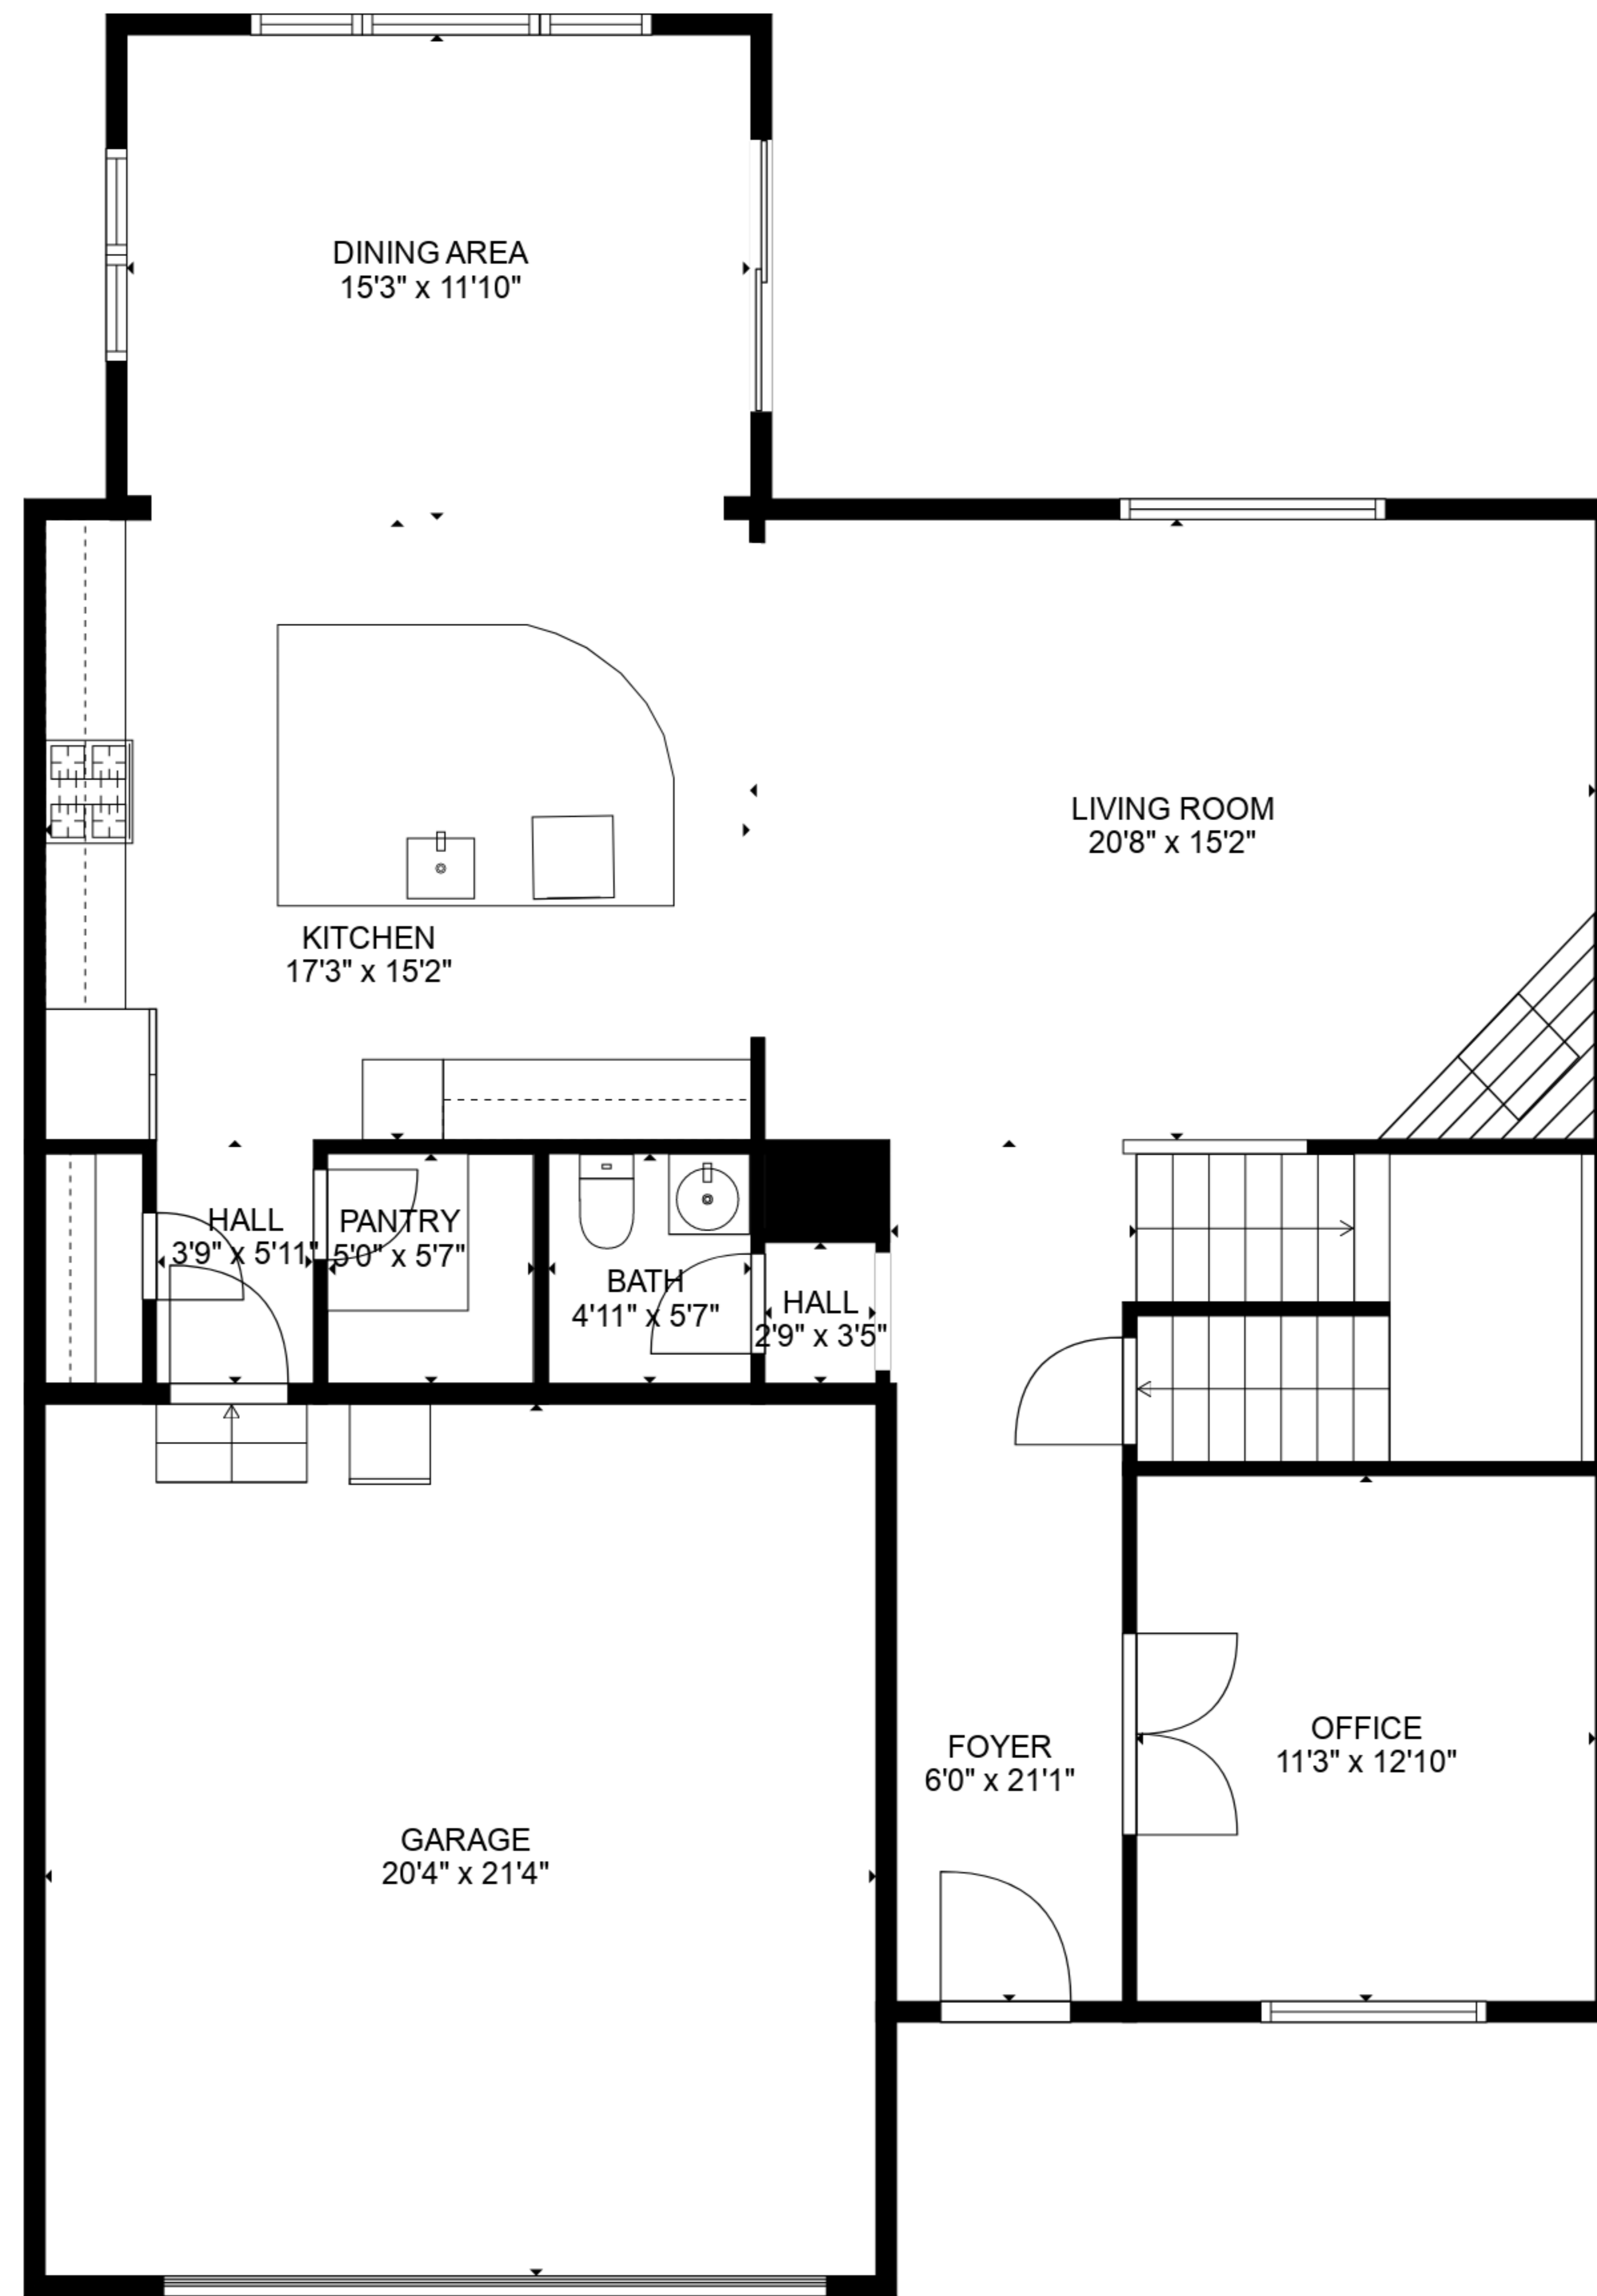 DINING AREA
15'3" x 11'10"
LIVING ROOM
20'8" x 15'2"
KITCHEN
17'3" x 15'2"
HALL
3'9" x 5'11"
PANTRY
5'0" x 5'7"
BATH
4'11" x 5'7"
HALL
2'9" x 3'5"
FOYER
6'0" x 21'1"
OFFICE
11'3" x 12'10"
GARAGE
20'4" x 21'4"